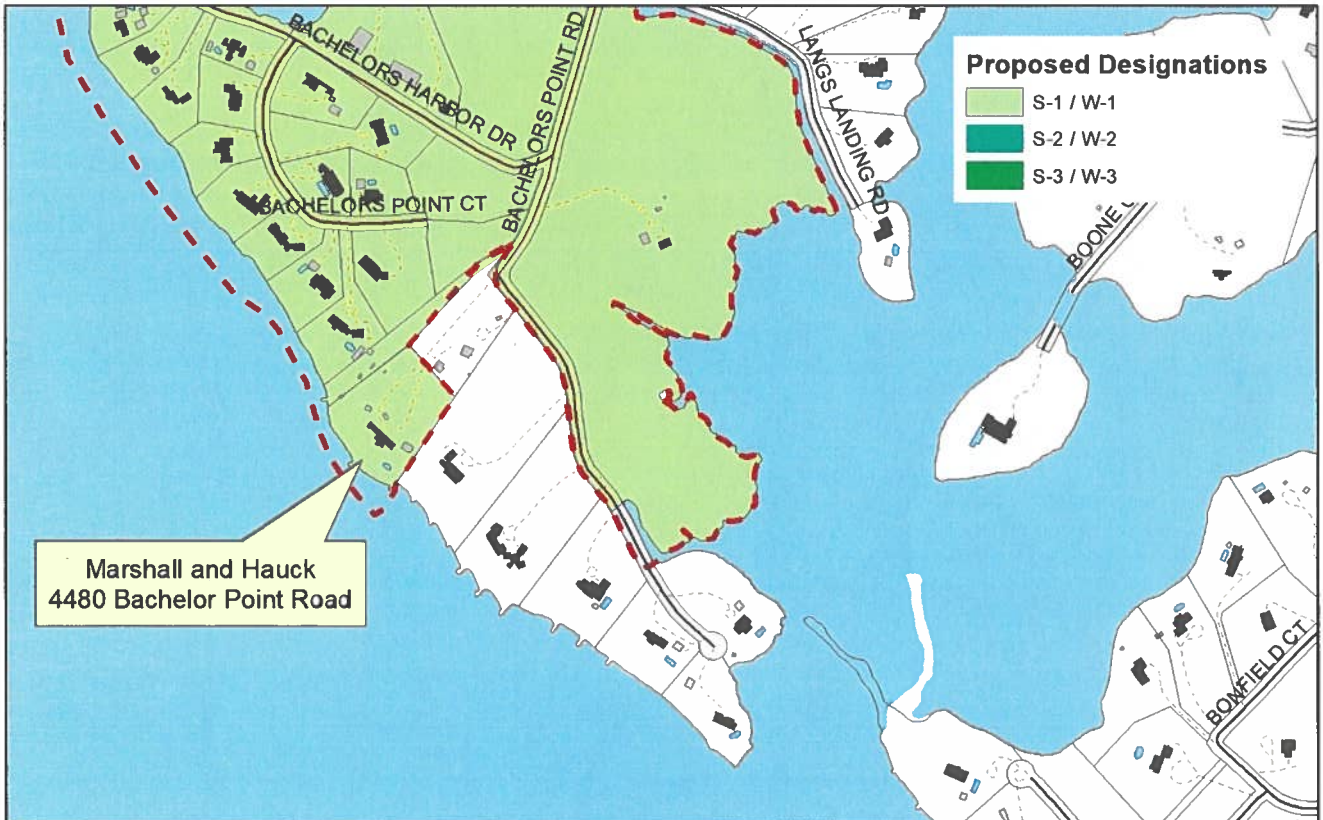 BACHELORS HARBOR DR
BACHELORS POINT RD
LANGS LANDING RD
Proposed Designations
S-1 / W-1
S-2 / W-2
S-3 / W-3
BACHELORS POINT CT
BOONE
Marshall and Hauck
4480 Bachelor Point Road
BONFIELD CT